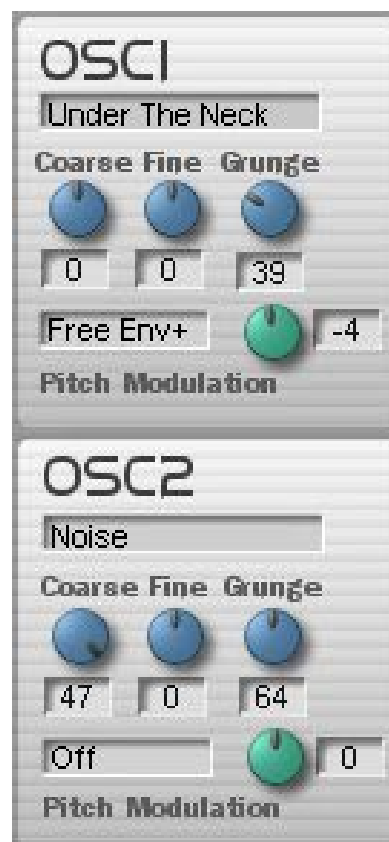 OSC1
Under The Neck
Coarse Fine Grunge
0 0 39
Free Env+ -4
Pitch Modulation
OSC2
Noise
Coarse Fine Grunge
47 0 64
Off 0
Pitch Modulation